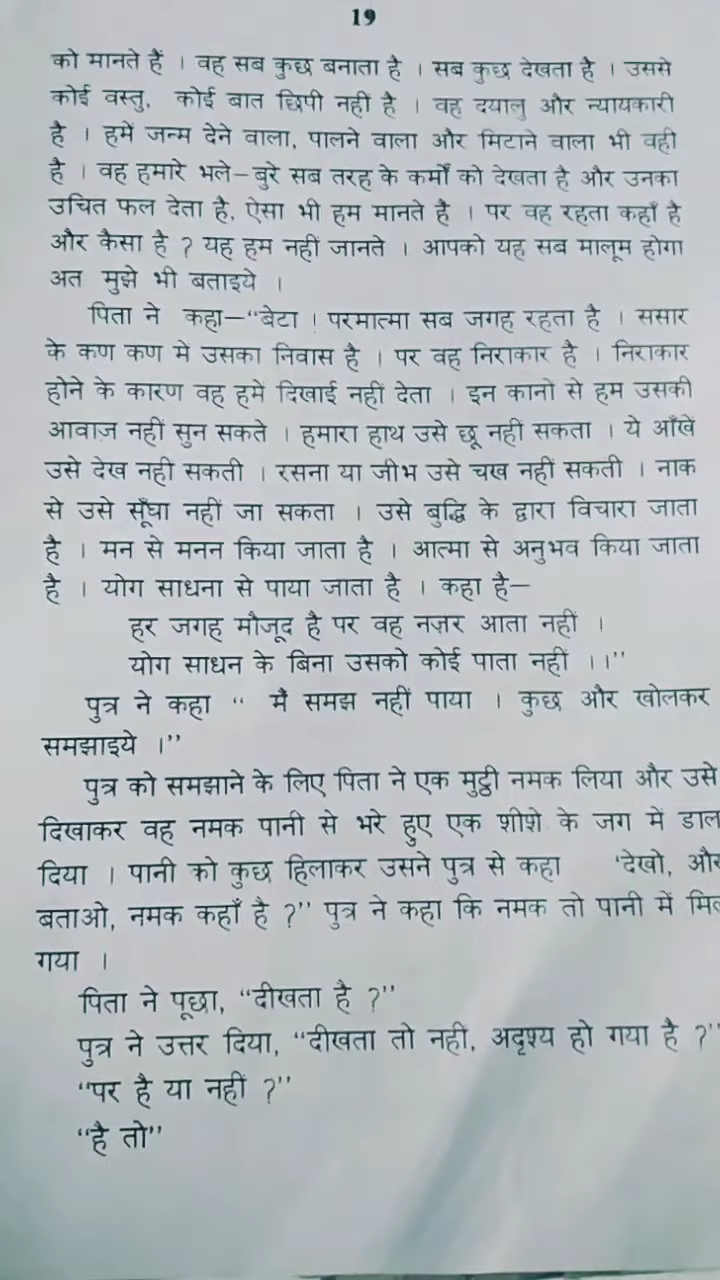 19
को मानते हैं । वह सब कुछ बनाता है । सब कुछ देखता है । उससे
कोई वस्तु, कोई बात छिपी नहीं है । वह दयालु और न्यायकारी
है । हमें जन्म देने वाला, पालने वाला और मिटाने वाला भी वही
है । वह हमारे भले–बुरे सब तरह के कर्मों को देखता है और उनका
उचित फल देता है, ऐसा भी हम मानते है । पर वह रहता कहाँ है
और कैसा है ? यह हम नहीं जानते । आपको यह सब मालूम होगा
अत मुझे भी बताइये ।
पिता ने कहा–“बेटा ! परमात्मा सब जगह रहता है । ससार
के कण कण मे उसका निवास है । पर वह निराकार है । निराकार
होने के कारण वह हमे दिखाई नहीं देता । इन कानो से हम उसकी
आवाज़ नहीं सुन सकते । हमारा हाथ उसे छू नही सकता । ये आँखें
उसे देख नही सकती । रसना या जीभ उसे चख नहीं सकती । नाक
से उसे सूँघा नहीं जा सकता । उसे बुद्धि के द्वारा विचारा जाता
है । मन से मनन किया जाता है । आत्मा से अनुभव किया जाता
है । योग साधना से पाया जाता है । कहा है–
हर जगह मौजूद है पर वह नज़र आता नहीं ।
योग साधन के बिना उसको कोई पाता नहीं ।।”
पुत्र ने कहा “ मैं समझ नहीं पाया । कुछ और खोलकर
समझाइये ।”
पुत्र को समझाने के लिए पिता ने एक मुट्ठी नमक लिया और उसे
दिखाकर वह नमक पानी से भरे हुए एक शीशे के जग में डाल
दिया । पानी को कुछ हिलाकर उसने पुत्र से कहा ‘देखो, और
बताओ, नमक कहाँ है ?” पुत्र ने कहा कि नमक तो पानी में मिल
गया ।
पिता ने पूछा, “दीखता है ?”
पुत्र ने उत्तर दिया, “दीखता तो नही, अदृश्य हो गया है ?”
“पर है या नहीं ?”
“है तो”